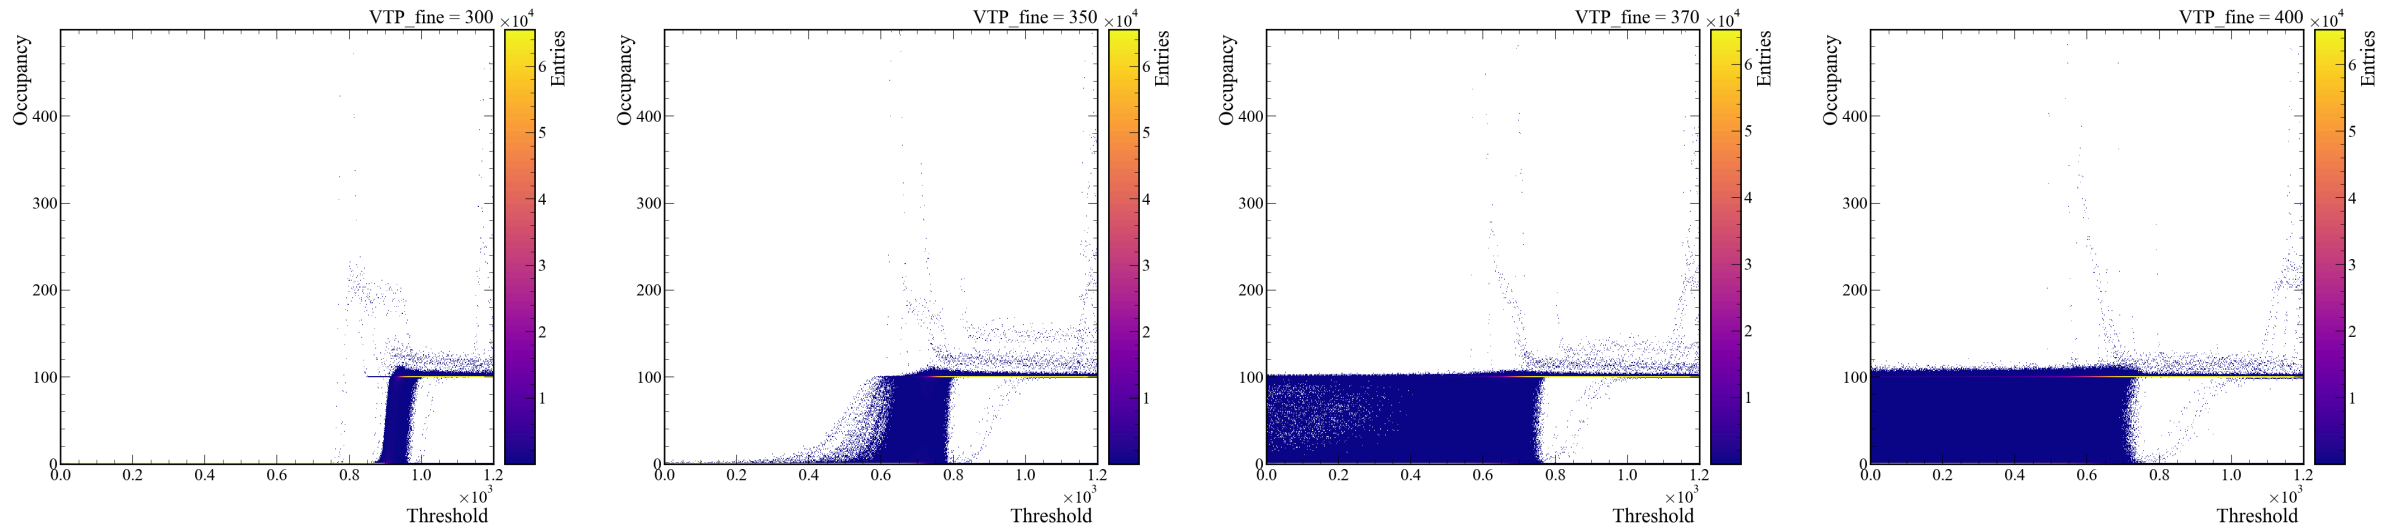 VTP_fine = 300 ×10⁴
Occupancy
Entries
400
300
200
100
0
6
5
4
3
2
1
0.0 0.2 0.4 0.6 0.8 1.0 1.2
×10³
Threshold
VTP_fine = 350 ×10⁴
Occupancy
Entries
400
300
200
100
0
6
5
4
3
2
1
0.0 0.2 0.4 0.6 0.8 1.0 1.2
×10³
Threshold
VTP_fine = 370 ×10⁴
Occupancy
Entries
400
300
200
100
0
6
5
4
3
2
1
0.0 0.2 0.4 0.6 0.8 1.0 1.2
×10³
Threshold
VTP_fine = 400 ×10⁴
Occupancy
Entries
400
300
200
100
0
6
5
4
3
2
1
0.0 0.2 0.4 0.6 0.8 1.0 1.2
×10³
Threshold